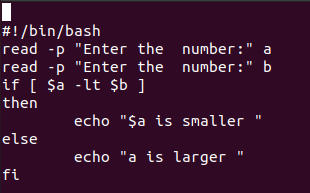 #!/bin/bash
read -p "Enter the  number:" a
read -p "Enter the  number:" b
if [ $a -lt $b ]
then
        echo "$a is smaller "
else
        echo "a is larger "
fi